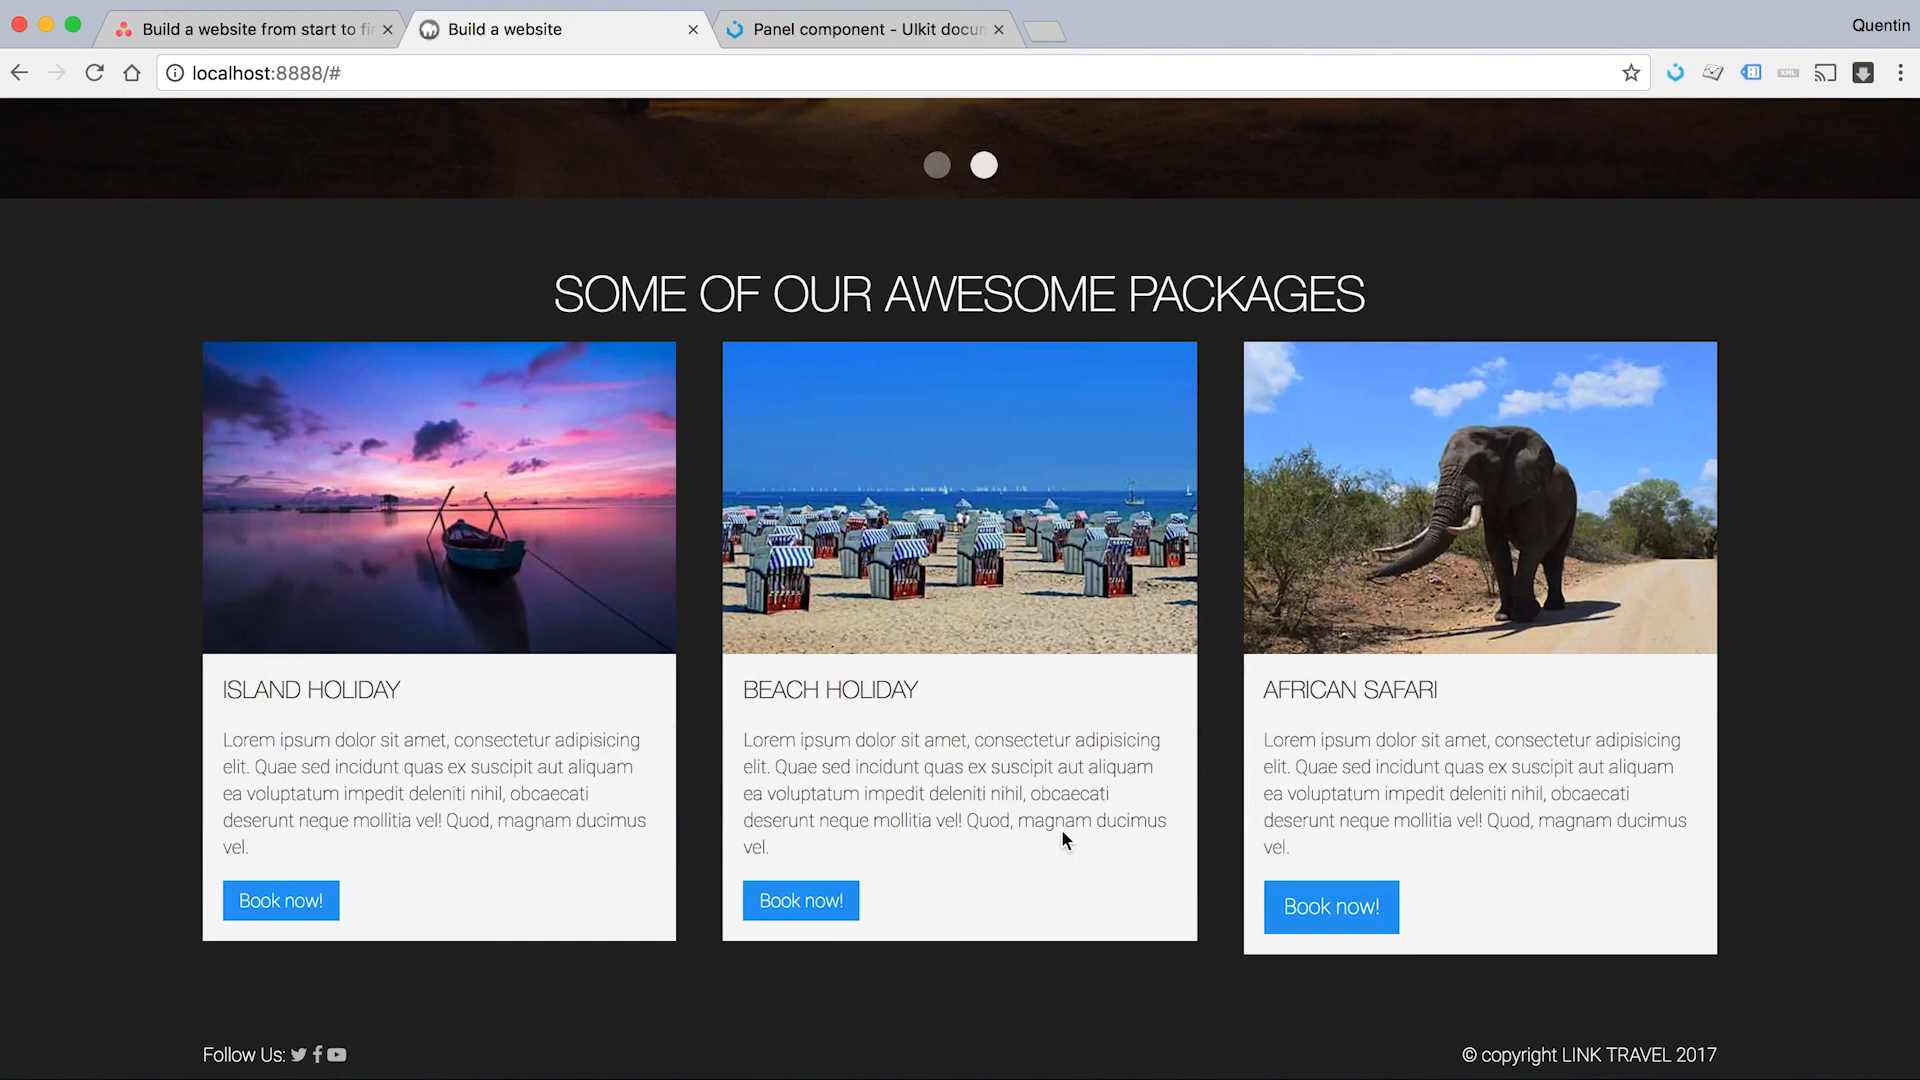 Build a website from start to fi
Build a website
Panel component - UIkit docun
Quentin
localhost:8888/#
XML
SOME OF OUR AWESOME PACKAGES
ISLAND HOLIDAY
Lorem ipsum dolor sit amet, consectetur adipisicing
elit. Quae sed incidunt quas ex suscipit aut aliquam
ea voluptatum impedit deleniti nihil, obcaecati
deserunt neque mollitia vel! Quod, magnam ducimus
vel.
Book now!
BEACH HOLIDAY
Lorem ipsum dolor sit amet, consectetur adipisicing
elit. Quae sed incidunt quas ex suscipit aut aliquam
ea voluptatum impedit deleniti nihil, obcaecati
deserunt neque mollitia vel! Quod, magnam ducimus
vel.
Book now!
AFRICAN SAFARI
Lorem ipsum dolor sit amet, consectetur adipisicing
elit. Quae sed incidunt quas ex suscipit aut aliquam
ea voluptatum impedit deleniti nihil, obcaecati
deserunt neque mollitia vel! Quod, magnam ducimus
vel.
Book now!
Follow Us:
© copyright LINK TRAVEL 2017